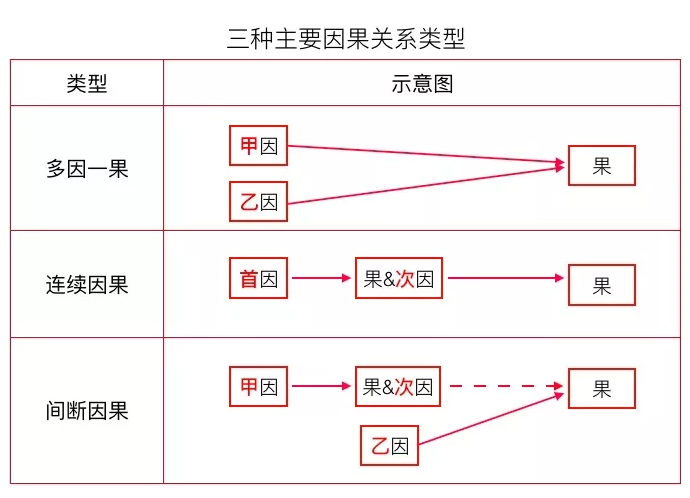 三种主要因果关系类型
类型
示意图
多因一果
甲因
乙因
果
连续因果
首因
果&次因
果
间断因果
甲因
果&次因
果
乙因